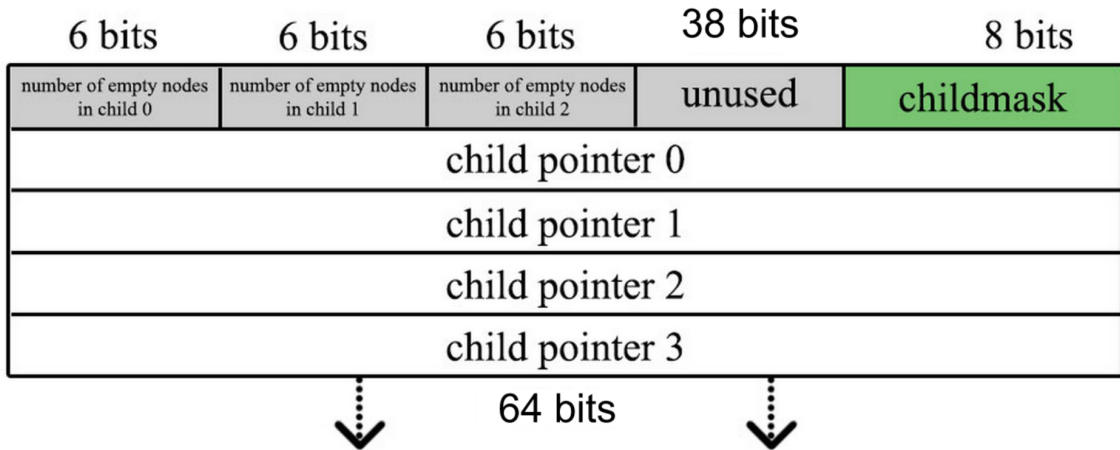 6 bits 6 bits 6 bits 38 bits 8 bits
number of empty nodes in child 0
number of empty nodes in child 1
number of empty nodes in child 2
unused
childmask
child pointer 0
child pointer 1
child pointer 2
child pointer 3
64 bits